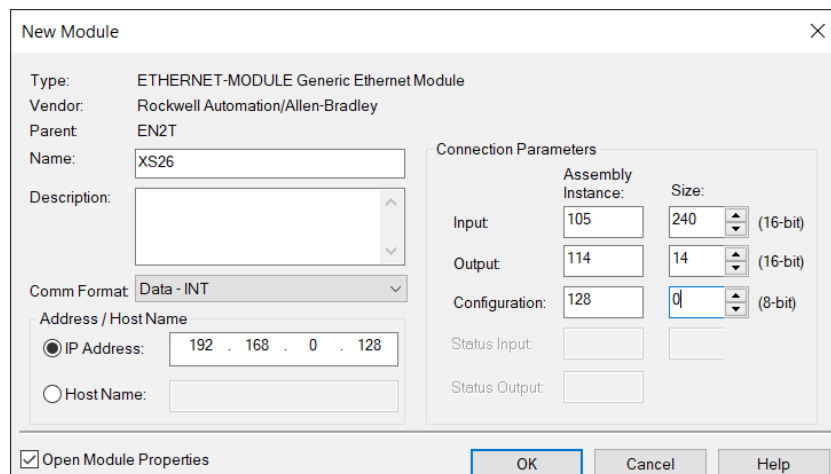 New Module
Type: ETHERNET-MODULE Generic Ethernet Module
Vendor: Rockwell Automation/Allen-Bradley
Parent: EN2T
Name: XS26
Description:
Comm Format: Data - INT
Address / Host Name
IP Address: 192 . 168 . 0 . 128
Host Name:
Connection Parameters
Assembly Instance: Size:
Input: 105 240 (16-bit)
Output: 114 14 (16-bit)
Configuration: 128 0 (8-bit)
Status Input:
Status Output:
Open Module Properties
OK Cancel Help